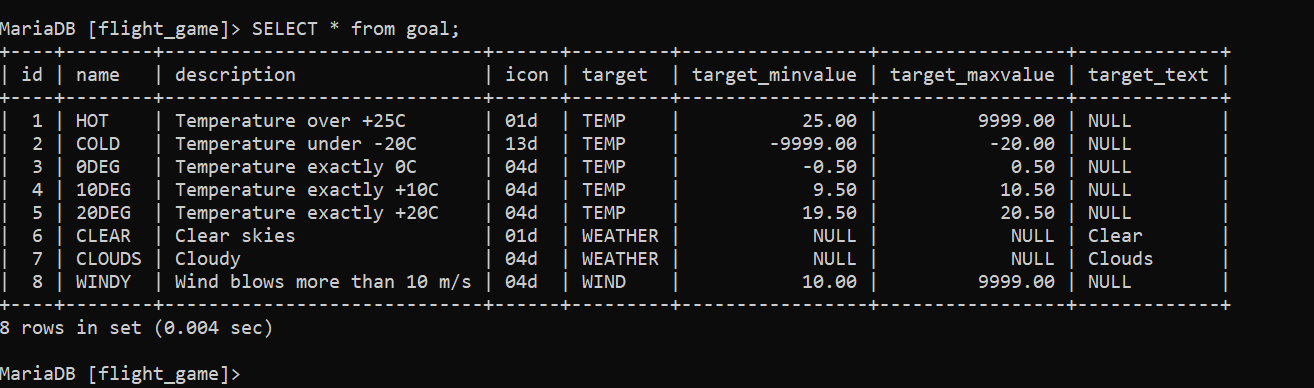 MariaDB [flight_game]> SELECT * from goal;
+----+--------+--------------------------------+------+---------+-----------------+-----------------+-------------+
| id | name   | description                    | icon | target  | target_minvalue | target_maxvalue | target_text |
+----+--------+--------------------------------+------+---------+-----------------+-----------------+-------------+
|  1 | HOT    | Temperature over +25C          | 01d  | TEMP    |           25.00 |         9999.00 | NULL        |
|  2 | COLD   | Temperature under -20C         | 13d  | TEMP    |        -9999.00 |          -20.00 | NULL        |
|  3 | 0DEG   | Temperature exactly 0C         | 04d  | TEMP    |           -0.50 |            0.50 | NULL        |
|  4 | 10DEG  | Temperature exactly +10C       | 04d  | TEMP    |            9.50 |           10.50 | NULL        |
|  5 | 20DEG  | Temperature exactly +20C       | 04d  | TEMP    |           19.50 |           20.50 | NULL        |
|  6 | CLEAR  | Clear skies                    | 01d  | WEATHER |            NULL |            NULL | Clear       |
|  7 | CLOUDS | Cloudy                         | 04d  | WEATHER |            NULL |            NULL | Clouds      |
|  8 | WINDY  | Wind blows more than 10 m/s | 04d  | WIND    |           10.00 |         9999.00 | NULL        |
+----+--------+--------------------------------+------+---------+-----------------+-----------------+-------------+
8 rows in set (0.004 sec)
MariaDB [flight_game]>